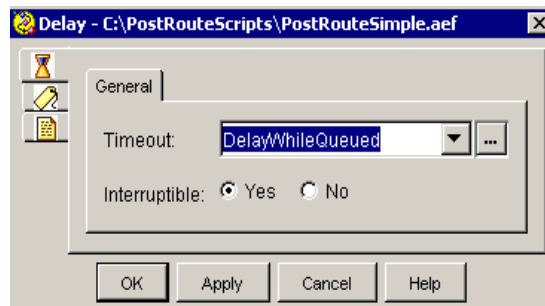 Delay - C:\PostRouteScripts\PostRouteSimple.aef
General
Timeout: DelayWhileQueued ...
Interruptible: Yes No
OK Apply Cancel Help